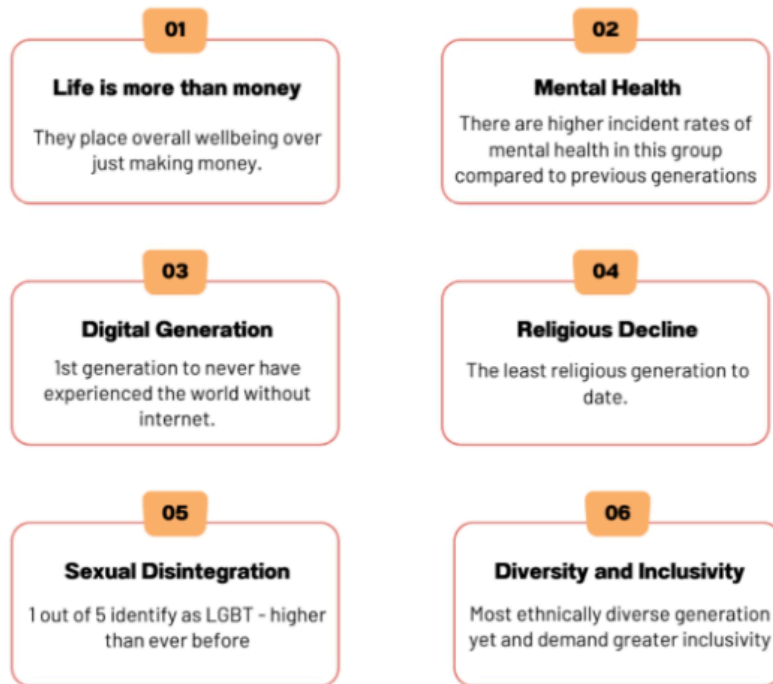 01
Life is more than money
They place overall wellbeing over
just making money.
02
Mental Health
There are higher incident rates of
mental health in this group
compared to previous generations
03
Digital Generation
1st generation to never have
experienced the world without
internet.
04
Religious Decline
The least religious generation to
date.
05
Sexual Disintegration
1 out of 5 identify as LGBT - higher
than ever before
06
Diversity and Inclusivity
Most ethnically diverse generation
yet and demand greater inclusivity